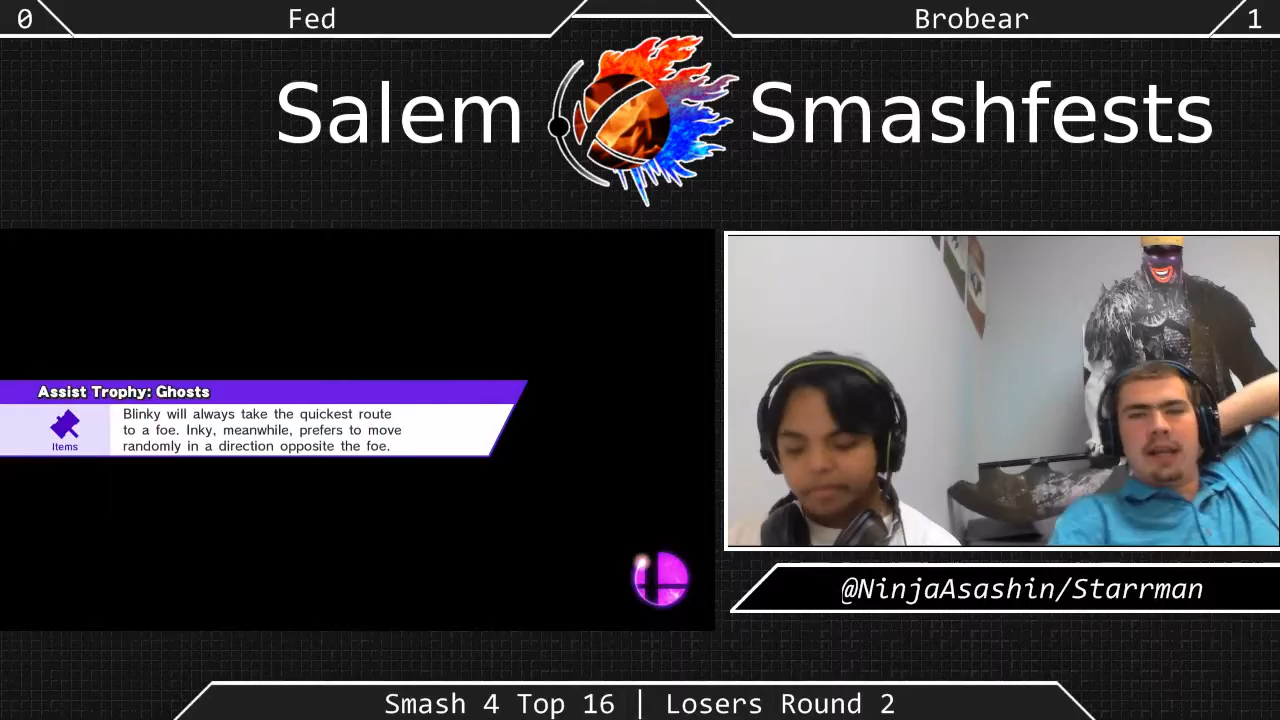 0 Fed Brobear 1
Salem Smashfests
Assist Trophy: Ghosts
Items
Blinky will always take the quickest route
to a foe. Inky, meanwhile, prefers to move
randomly in a direction opposite the foe.
@NinjaAsashin/Starrman
Smash 4 Top 16 | Losers Round 2